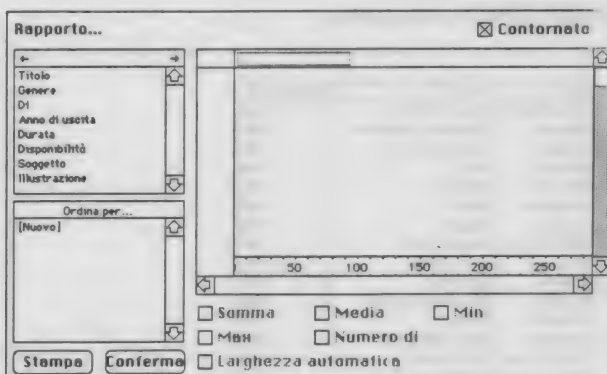 Rapporto...
Contornato
Titolo
Genere
Di
Anno di uscita
Durata
Disponibilità
Soggetto
Illustrazione
Ordina per...
[Nuovo]
50 100 150 200 250
Somma Media Min
Max Numero di
Larghezza automatica
Stampa Conferma